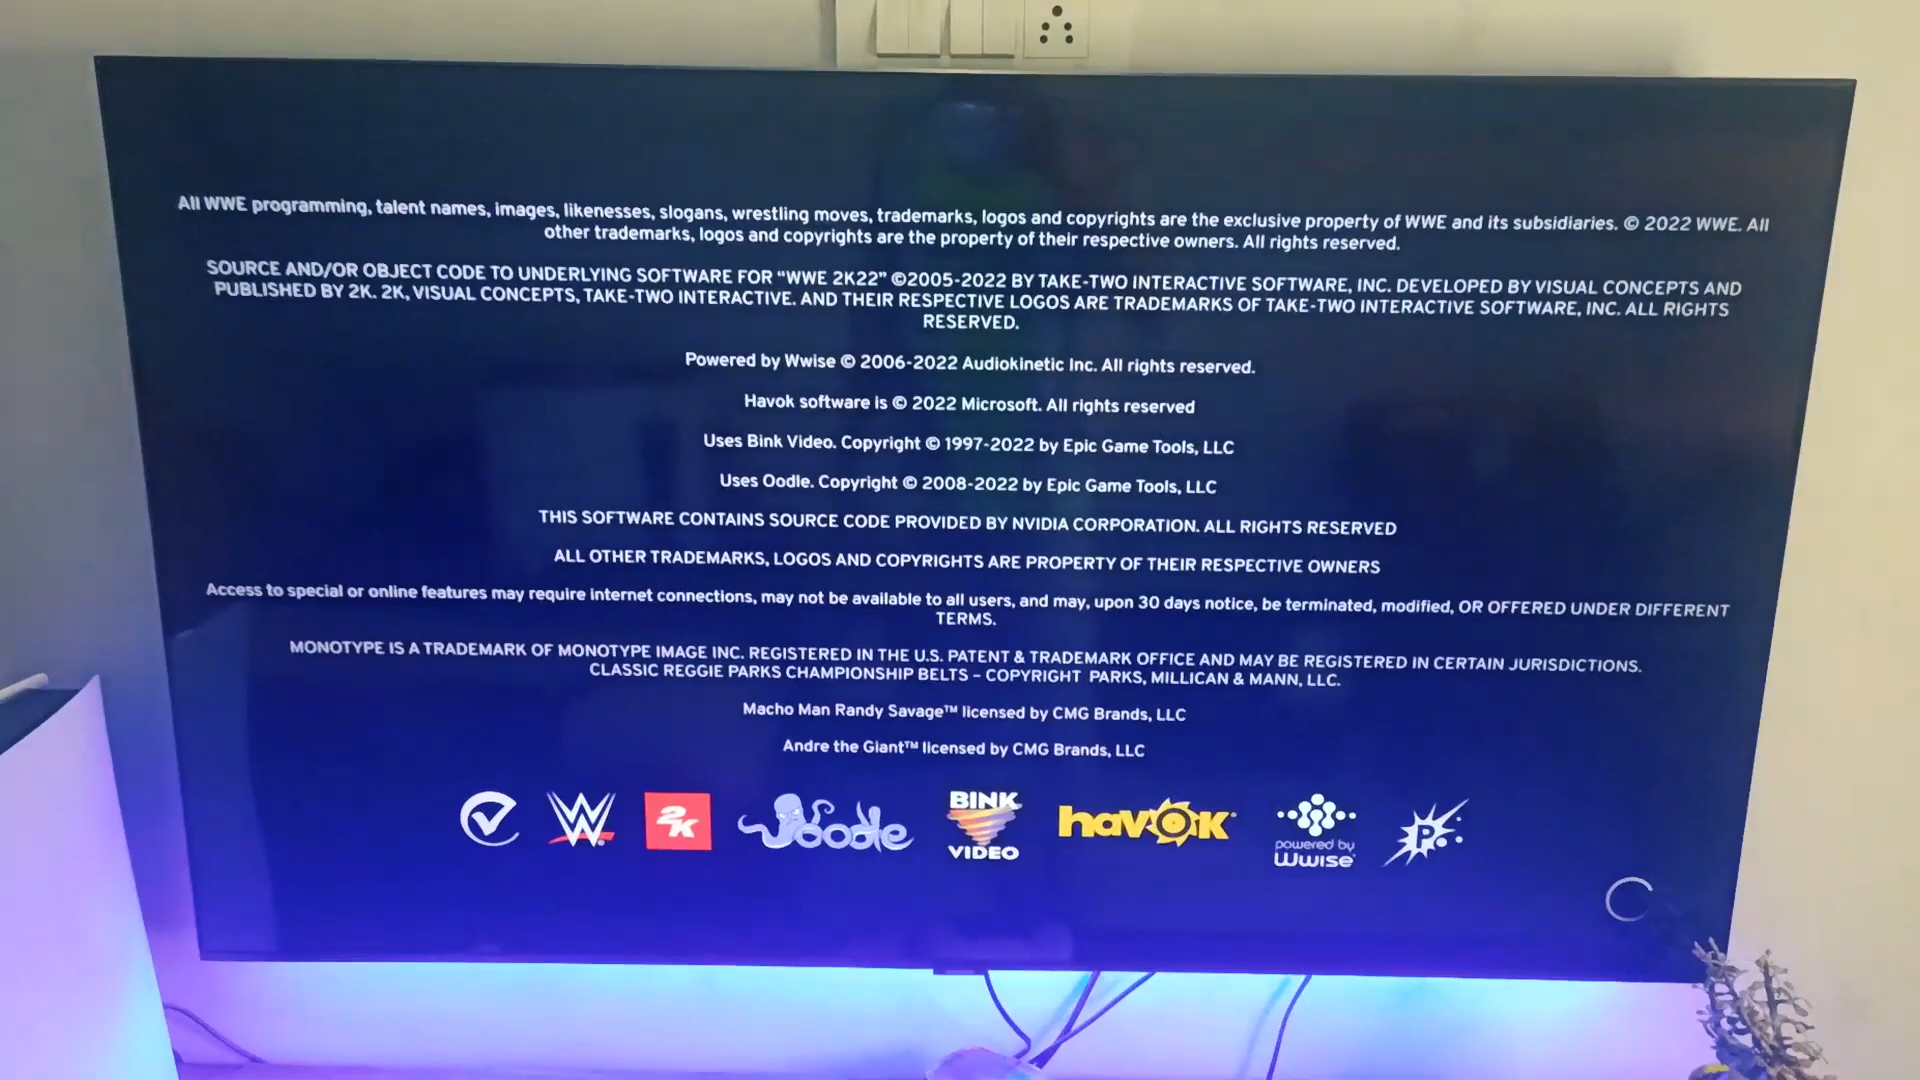 All WWE programming, talent names, images, likenesses, slogans, wrestling moves, trademarks, logos and copyrights are the exclusive property of WWE and its subsidiaries. © 2022 WWE. All
other trademarks, logos and copyrights are the property of their respective owners. All rights reserved.
SOURCE AND/OR OBJECT CODE TO UNDERLYING SOFTWARE FOR “WWE 2K22” ©2005-2022 BY TAKE-TWO INTERACTIVE SOFTWARE, INC. DEVELOPED BY VISUAL CONCEPTS AND
PUBLISHED BY 2K. 2K, VISUAL CONCEPTS, TAKE-TWO INTERACTIVE. AND THEIR RESPECTIVE LOGOS ARE TRADEMARKS OF TAKE-TWO INTERACTIVE SOFTWARE, INC. ALL RIGHTS
RESERVED.
Powered by Wwise © 2006-2022 Audiokinetic Inc. All rights reserved.
Havok software is © 2022 Microsoft. All rights reserved
Uses Bink Video. Copyright © 1997-2022 by Epic Game Tools, LLC
Uses Oodle. Copyright © 2008-2022 by Epic Game Tools, LLC
THIS SOFTWARE CONTAINS SOURCE CODE PROVIDED BY NVIDIA CORPORATION. ALL RIGHTS RESERVED
ALL OTHER TRADEMARKS, LOGOS AND COPYRIGHTS ARE PROPERTY OF THEIR RESPECTIVE OWNERS
Access to special or online features may require internet connections, may not be available to all users, and may, upon 30 days notice, be terminated, modified, OR OFFERED UNDER DIFFERENT
TERMS.
MONOTYPE IS A TRADEMARK OF MONOTYPE IMAGE INC. REGISTERED IN THE U.S. PATENT & TRADEMARK OFFICE AND MAY BE REGISTERED IN CERTAIN JURISDICTIONS.
CLASSIC REGGIE PARKS CHAMPIONSHIP BELTS – COPYRIGHT PARKS, MILLICAN & MANN, LLC.
Macho Man Randy Savage™ licensed by CMG Brands, LLC
Andre the Giant™ licensed by CMG Brands, LLC
W 2K oodle BINK VIDEO havok powered by Wwise P